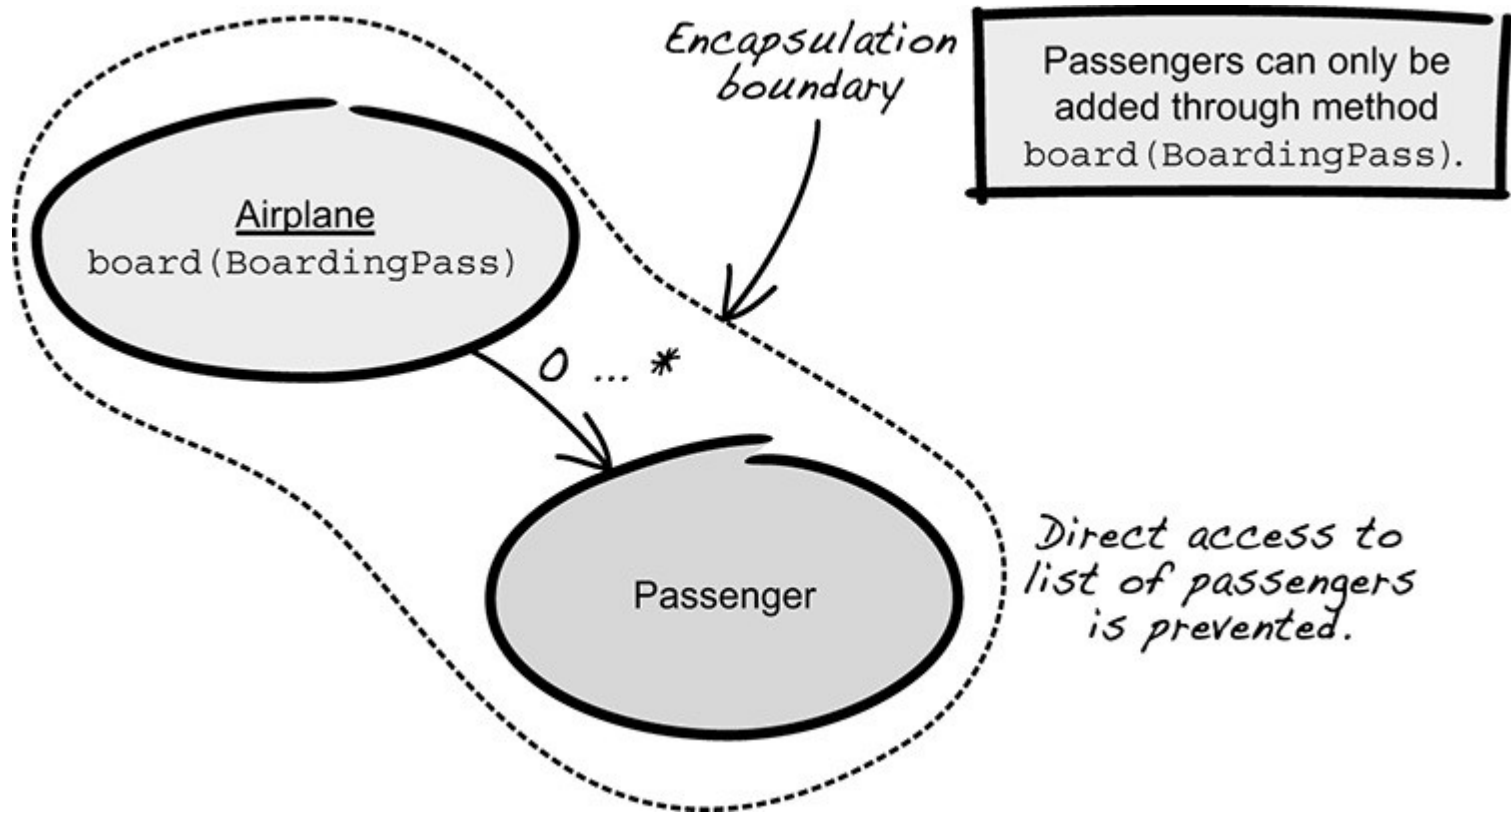 Encapsulation
boundary
Passengers can only be
added through method
board(BoardingPass).
Airplane
board(BoardingPass)
0 ... *
Passenger
Direct access to
list of passengers
is prevented.